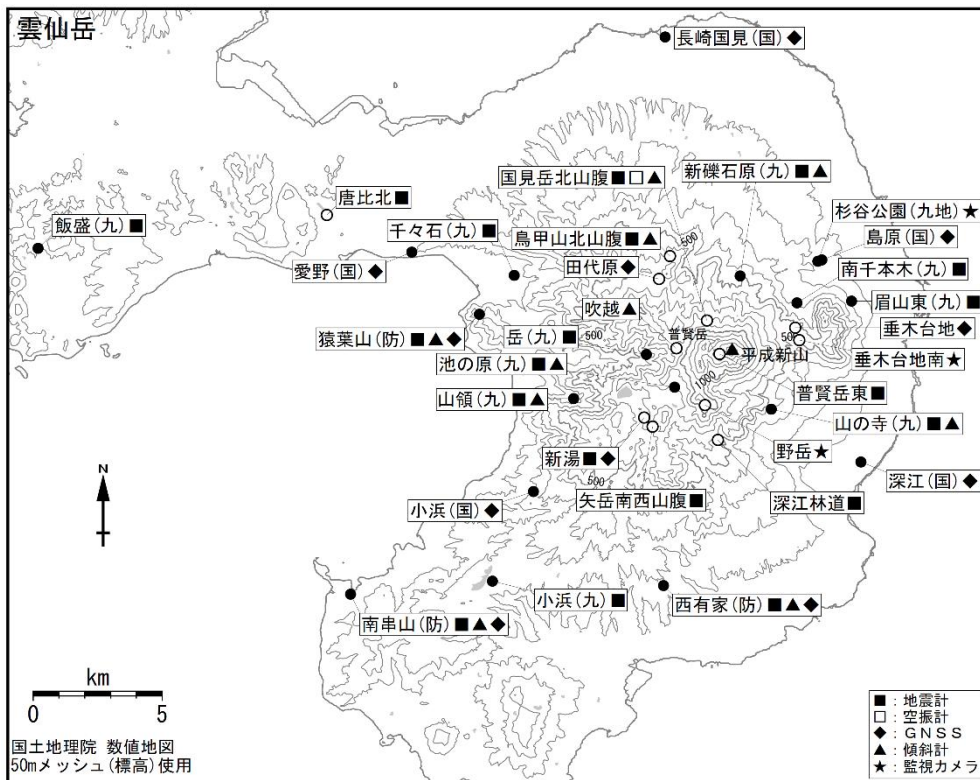 雲仙岳
長崎国見(国)◆
国見岳北山腹■□▲
新礫石原(九)■▲
唐比北■
杉谷公園(九地)★
飯盛(九)■
千々石(九)■
鳥甲山北山腹■▲
500
島原(国)◆
愛野(国)◆
田代原◆
南千本木(九)■
吹越▲
眉山東(九)■
猿葉山(防)■▲◆
岳(九)■
500
普賢岳
500
垂木台地◆
池の原(九)■▲
平成新山
垂木台地南★
1000
山領(九)■▲
普賢岳東■
山の寺(九)■▲
新湯■◆
野岳★
N
500
小浜(国)◆
矢岳南西山腹■
深江林道■
深江(国)◆
小浜(九)■
西有家(防)■▲◆
南串山(防)■▲◆
km
0 5
国土地理院 数値地図
50mメッシュ(標高)使用
■:地震計
□:空振計
◆:GNSS
▲:傾斜計
★:監視カメラ